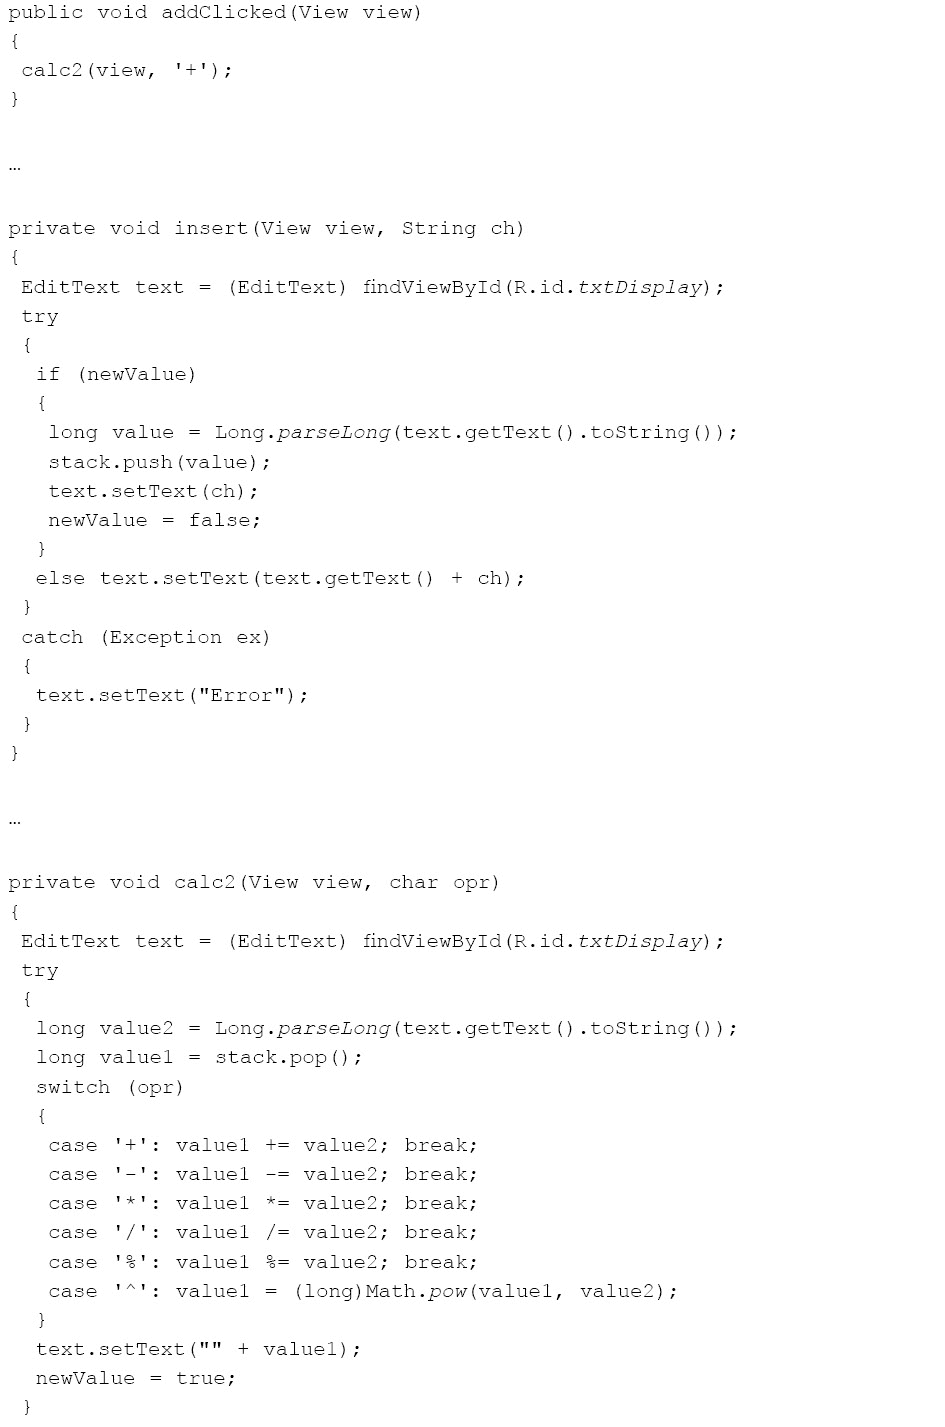 public void addClicked(View view)
{
 calc2(view, '+');
}
…
private void insert(View view, String ch)
{
 EditText text = (EditText) findViewById(R.id.txtDisplay);
 try
 {
  if (newValue)
  {
   long value = Long.parseLong(text.getText().toString());
   stack.push(value);
   text.setText(ch);
   newValue = false;
  }
  else text.setText(text.getText() + ch);
 }
 catch (Exception ex)
 {
  text.setText("Error");
 }
}
…
private void calc2(View view, char opr)
{
 EditText text = (EditText) findViewById(R.id.txtDisplay);
 try
 {
  long value2 = Long.parseLong(text.getText().toString());
  long value1 = stack.pop();
  switch (opr)
  {
   case '+': value1 += value2; break;
   case '-': value1 -= value2; break;
   case '*': value1 *= value2; break;
   case '/': value1 /= value2; break;
   case '%': value1 %= value2; break;
   case '^': value1 = (long)Math.pow(value1, value2);
  }
  text.setText("" + value1);
  newValue = true;
 }